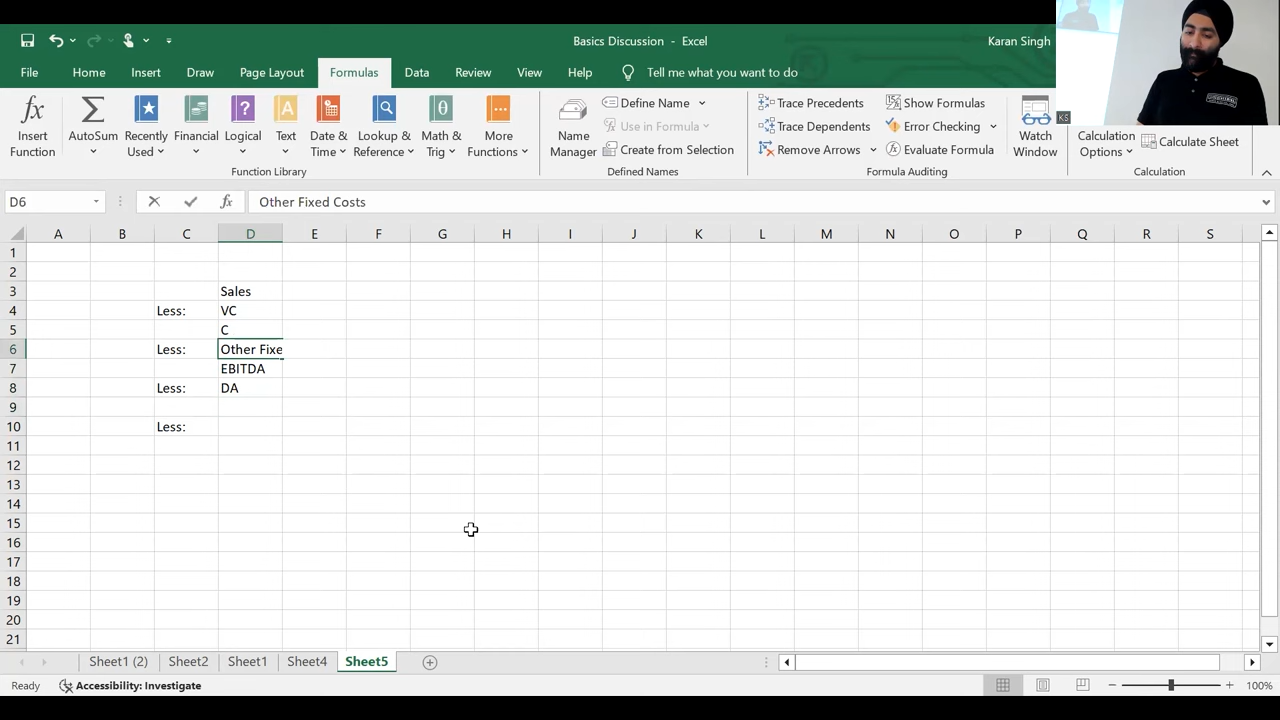 Basics Discussion - Excel
Karan Singh
File Home Insert Draw Page Layout Formulas Data Review View Help Tell me what you want to do
Insert Function
AutoSum
Recently Used
Financial
Logical
Text
Date & Time
Lookup & Reference
Math & Trig
More Functions
Function Library
Name Manager
Define Name
Use in Formula
Create from Selection
Defined Names
Trace Precedents
Trace Dependents
Remove Arrows
Show Formulas
Error Checking
Evaluate Formula
Formula Auditing
Watch Window
Calculation Options
Calculate Sheet
Calculation
KS
D6 fx Other Fixed Costs
A B C D E F G H I J K L M N O P Q R S
1
2
3 Sales
4 Less: VC
5 C
6 Less: Other Fixe
7 EBITDA
8 Less: DA
9
10 Less:
11
12
13
14
15
16
17
18
19
20
21
Sheet1 (2) Sheet2 Sheet1 Sheet4 Sheet5
Ready Accessibility: Investigate 100%